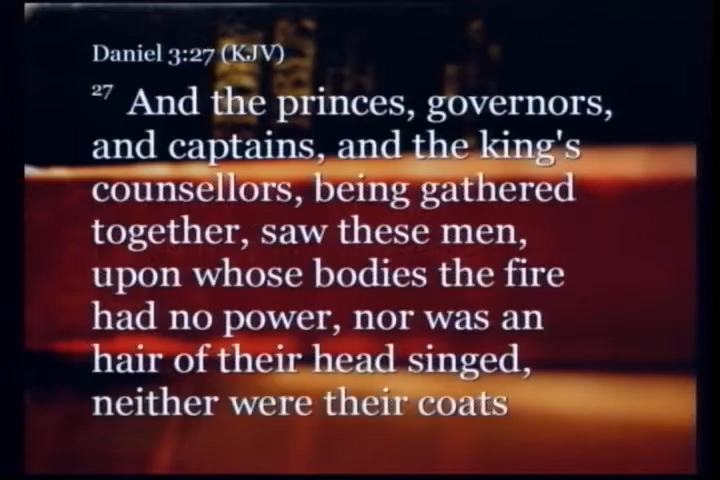 Daniel 3:27 (KJV)
27 And the princes, governors,
and captains, and the king's
counsellors, being gathered
together, saw these men,
upon whose bodies the fire
had no power, nor was an
hair of their head singed,
neither were their coats